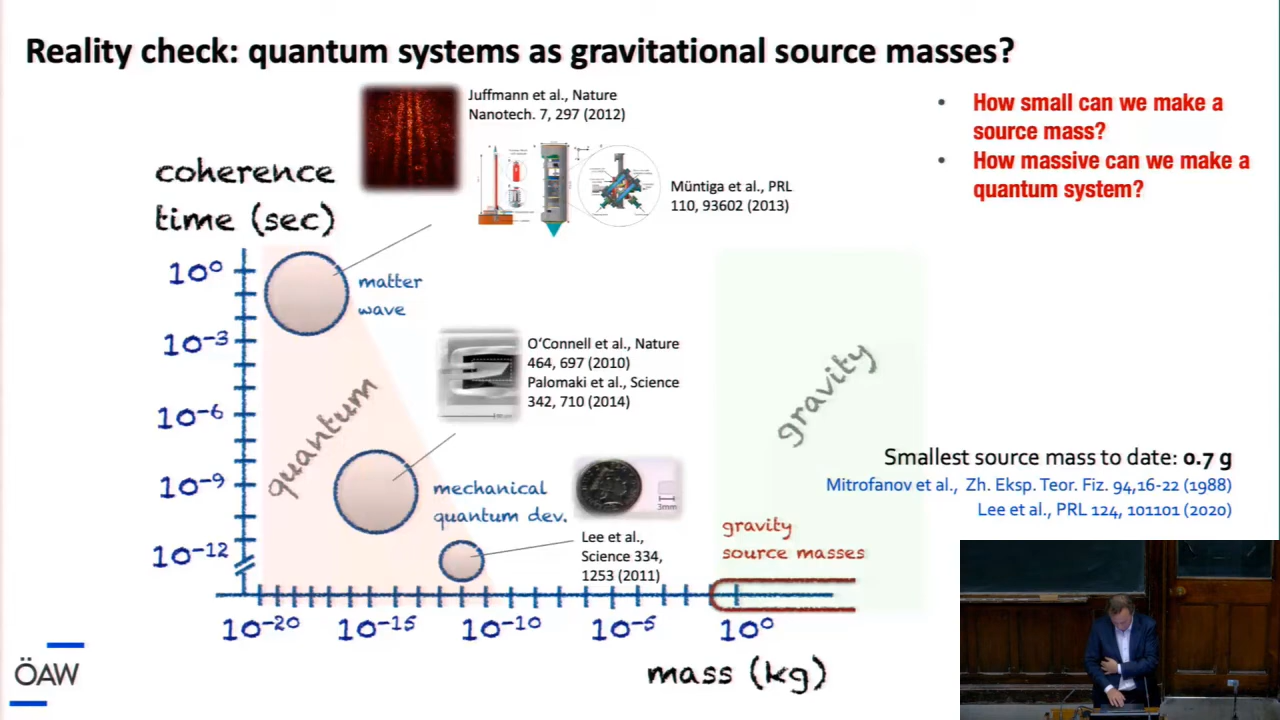 Reality check: quantum systems as gravitational source masses?
Juffmann et al., Nature
Nanotech. 7, 297 (2012)
Müntiga et al., PRL
110, 93602 (2013)
• How small can we make a
source mass?
• How massive can we make a
quantum system?
coherence
time (sec)
10⁰
10⁻³
10⁻⁶
10⁻⁹
10⁻¹²
matter
wave
quantum
O‘Connell et al., Nature
464, 697 (2010)
Palomaki et al., Science
342, 710 (2014)
mechanical
quantum dev.
3mm
Lee et al.,
Science 334,
1253 (2011)
gravity
Smallest source mass to date: 0.7 g
Mitrofanov et al., Zh. Eksp. Teor. Fiz. 94,16-22 (1988)
Lee et al., PRL 124, 101101 (2020)
gravity
source masses
10⁻²⁰ 10⁻¹⁵ 10⁻¹⁰ 10⁻⁵ 10⁰
mass (kg)
ÖAW